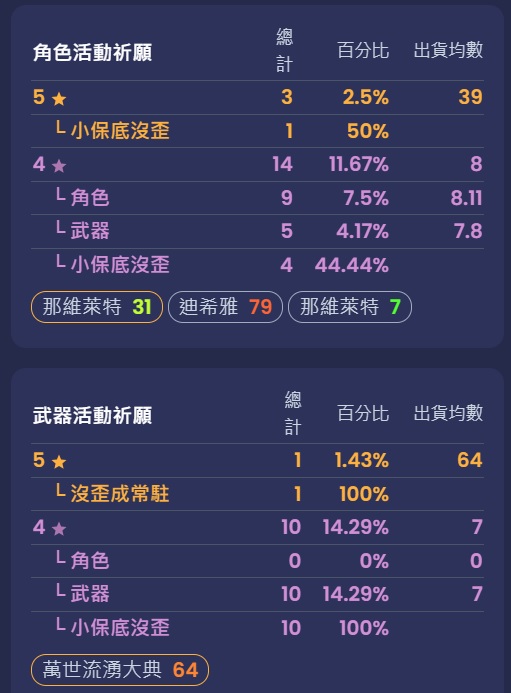 角色活動祈願 總計 百分比 出貨均數
5 ★ 3 2.5% 39
└ 小保底沒歪 1 50%
4 ★ 14 11.67% 8
└ 角色 9 7.5% 8.11
└ 武器 5 4.17% 7.8
└ 小保底沒歪 4 44.44%
那維萊特 31 迪希雅 79 那維萊特 7
武器活動祈願 總計 百分比 出貨均數
5 ★ 1 1.43% 64
└ 沒歪成常駐 1 100%
4 ★ 10 14.29% 7
└ 角色 0 0% 0
└ 武器 10 14.29% 7
└ 小保底沒歪 10 100%
萬世流湧大典 64